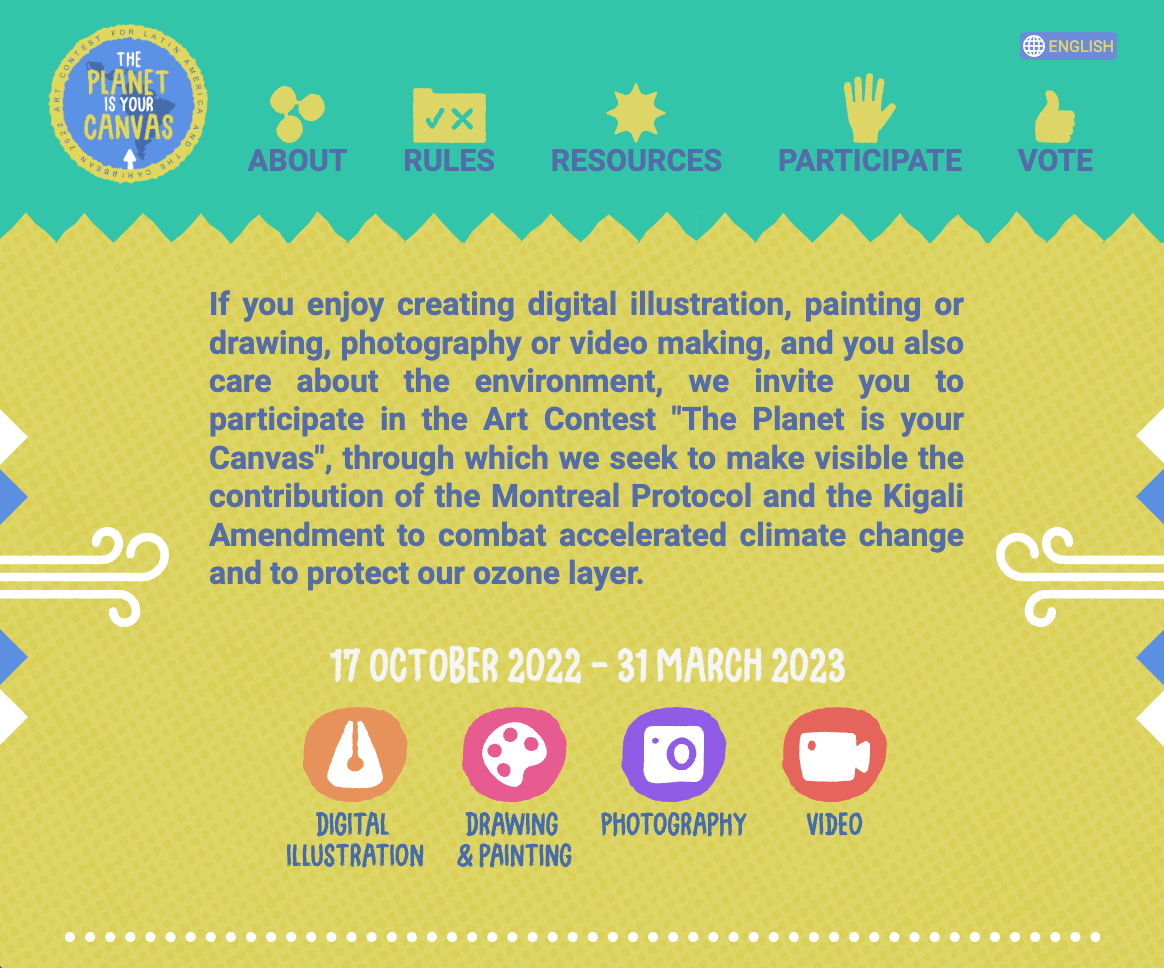 ART CONTEST FOR LATIN AMERICA AND THE CARIBBEAN 2022
THE
PLANET
IS YOUR
CANVAS
ENGLISH
ABOUT
RULES
RESOURCES
PARTICIPATE
VOTE
If you enjoy creating digital illustration, painting or
drawing, photography or video making, and you also
care about the environment, we invite you to
participate in the Art Contest "The Planet is your
Canvas", through which we seek to make visible the
contribution of the Montreal Protocol and the Kigali
Amendment to combat accelerated climate change
and to protect our ozone layer.
17 OCTOBER 2022 – 31 MARCH 2023
DIGITAL
ILLUSTRATION
DRAWING
& PAINTING
PHOTOGRAPHY
VIDEO